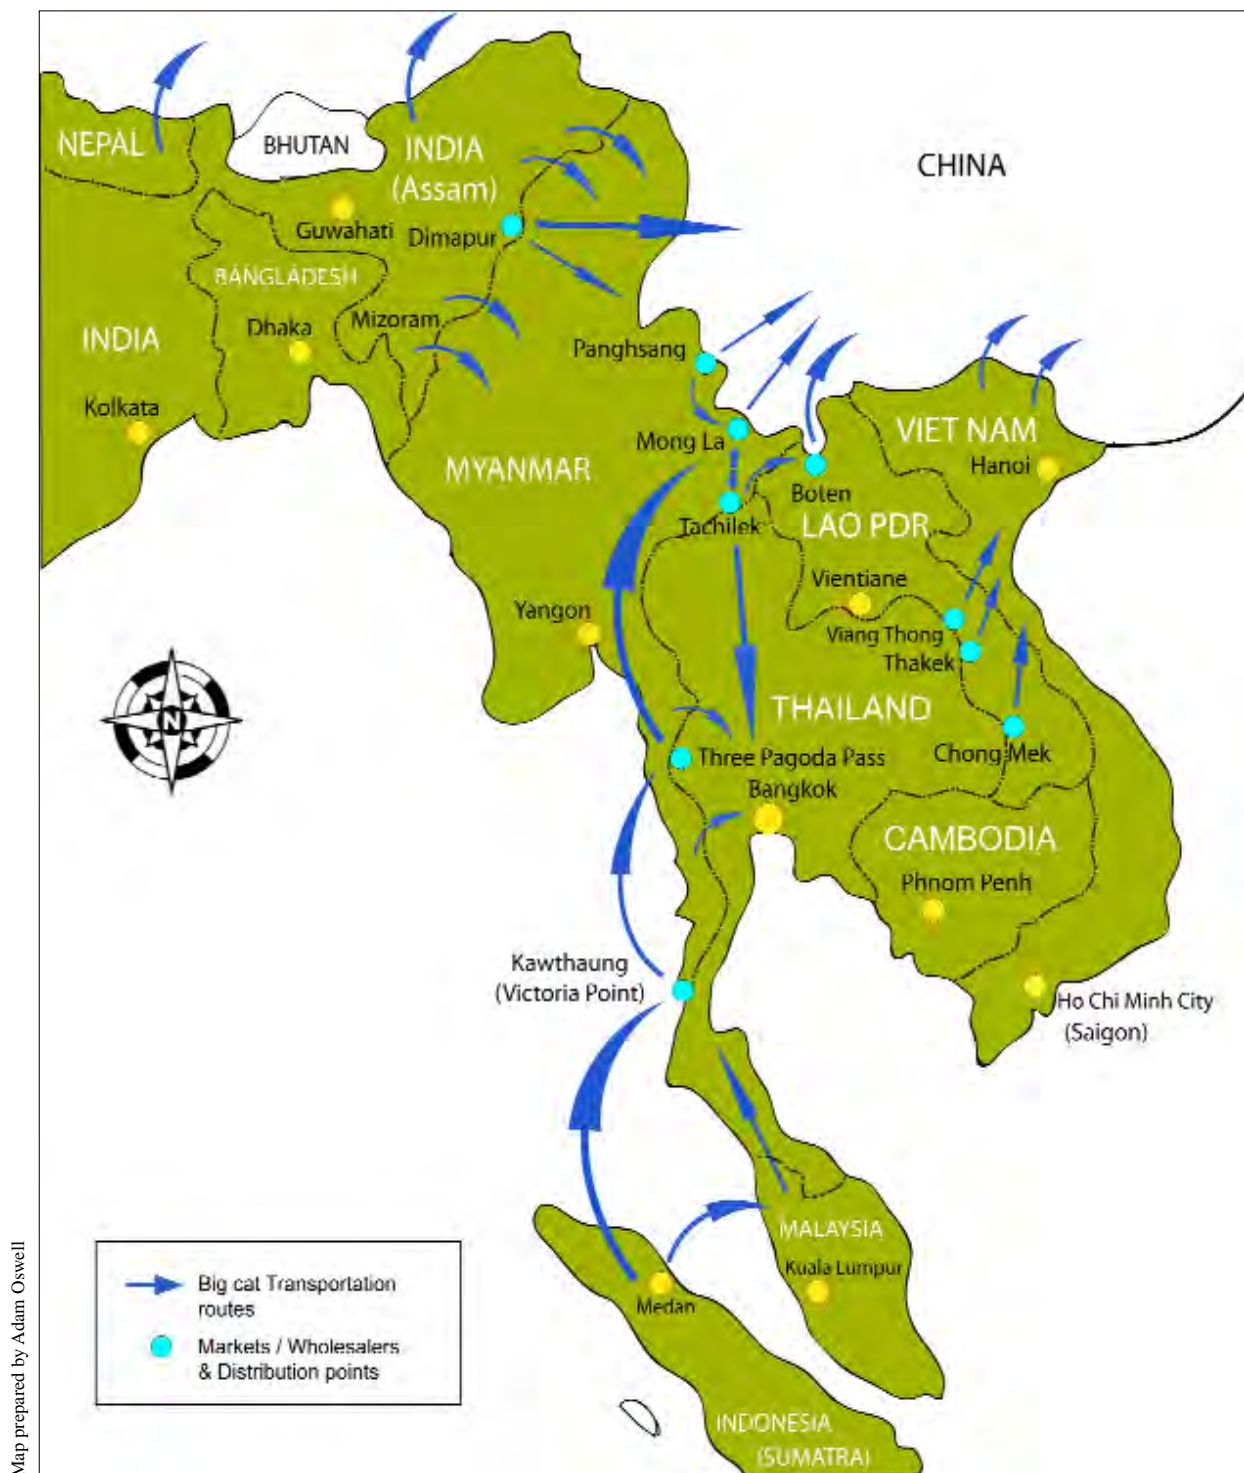 NEPAL
BHUTAN
INDIA
(Assam)
CHINA
Guwahati
Dimapur
BANGLADESH
Mizoram
Dhaka
INDIA
Panghsang
Kolkata
VIET NAM
Mong La
Hanoi
MYANMAR
Boten
Tachilek
LAO PDR
Vientiane
Yangon
Viang Thong
Thakek
THAILAND
Three Pagoda Pass
Chong Mek
Bangkok
CAMBODIA
Phnom Penh
Kawthaung
(Victoria Point)
Ho Chi Minh City
(Saigon)
N
MALAYSIA
Kuala Lumpur
Medan
INDONESIA
(SUMATRA)
Big cat Transportation
routes
Markets / Wholesalers
& Distribution points
Map prepared by Adam Oswell